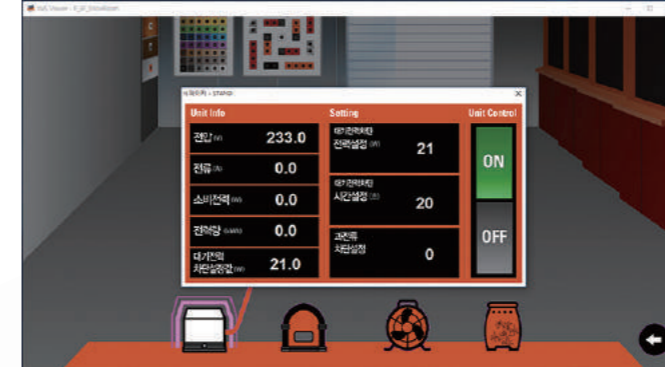 Unit Info
전압 (V) 233.0
전류 (A) 0.0
소비전력 (W) 0.0
전력량 (kWh) 0.0
대기전력
차단설정값 (W) 21.0
Setting
대기전력차단
전력설정 (W) 21
대기전력차단
시간설정 20
과전류
차단설정 0
Unit Control
ON
OFF